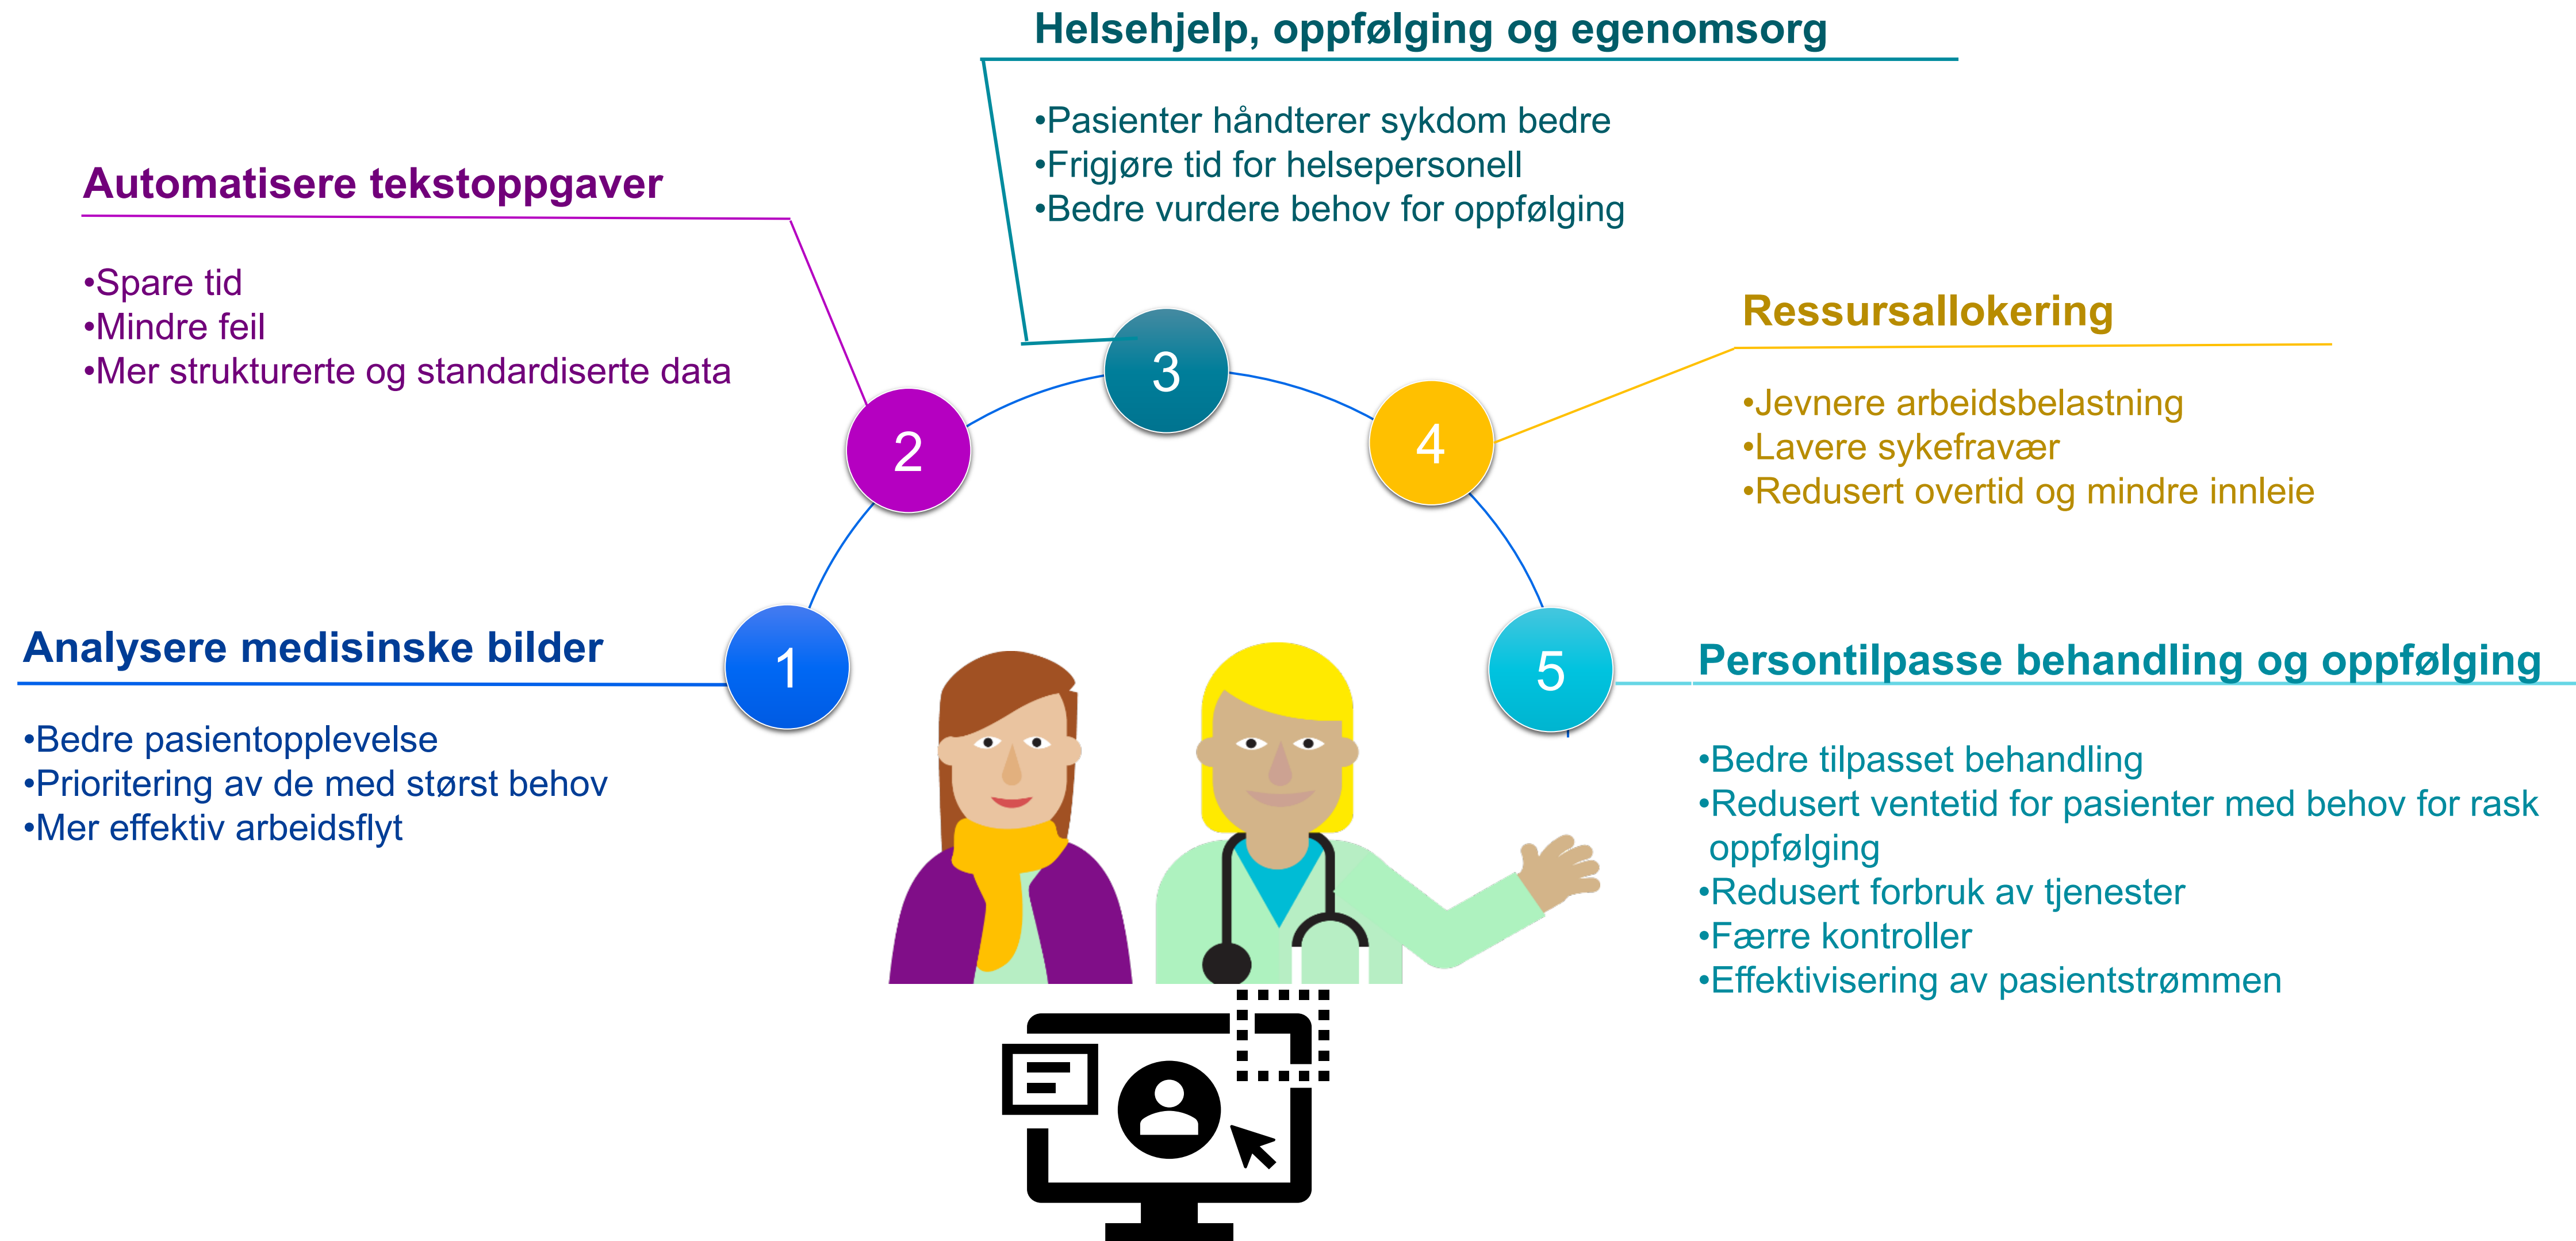 Helsehjelp, oppfølging og egenomsorg
•Pasienter håndterer sykdom bedre
•Frigjøre tid for helsepersonell
•Bedre vurdere behov for oppfølging
Automatisere tekstoppgaver
•Spare tid
•Mindre feil
•Mer strukturerte og standardiserte data
Ressursallokering
•Jevnere arbeidsbelastning
•Lavere sykefravær
•Redusert overtid og mindre innleie
3
2
4
1
5
Analysere medisinske bilder
•Bedre pasientopplevelse
•Prioritering av de med størst behov
•Mer effektiv arbeidsflyt
Persontilpasse behandling og oppfølging
•Bedre tilpasset behandling
•Redusert ventetid for pasienter med behov for rask
oppfølging
•Redusert forbruk av tjenester
•Færre kontroller
•Effektivisering av pasientstrømmen